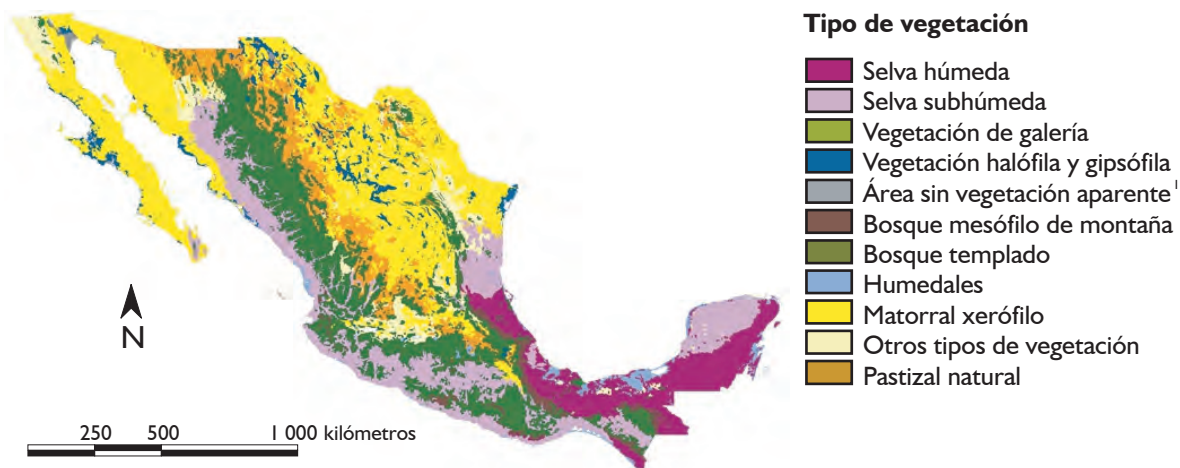 Tipo de vegetación
Selva húmeda
Selva subhúmeda
Vegetación de galería
Vegetación halófila y gipsófila
Área sin vegetación aparente¹
Bosque mesófilo de montaña
Bosque templado
Humedales
Matorral xerófilo
Otros tipos de vegetación
Pastizal natural
N
250 500 1 000 kilómetros